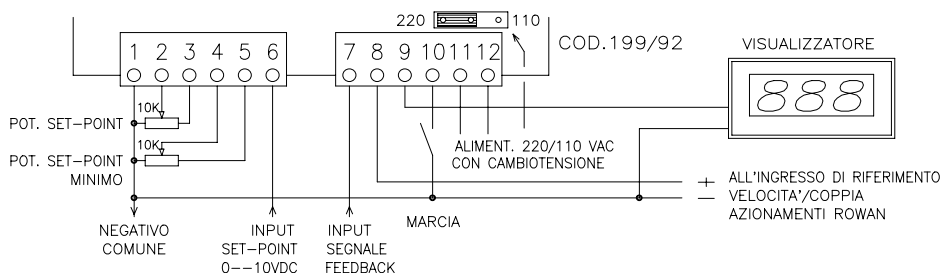 220 110
COD.199/92
VISUALIZZATORE
1 2 3 4 5 6 7 8 9 10 11 12
888
10K
POT. SET-POINT
10K
POT. SET-POINT
MINIMO
ALIMENT. 220/110 VAC
CON CAMBIOTENSIONE
+ ALL'INGRESSO DI RIFERIMENTO
— VELOCITA'/COPPIA
AZIONAMENTI ROWAN
MARCIA
NEGATIVO
COMUNE
INPUT
SET-POINT
0--10VDC
INPUT
SEGNALE
FEEDBACK